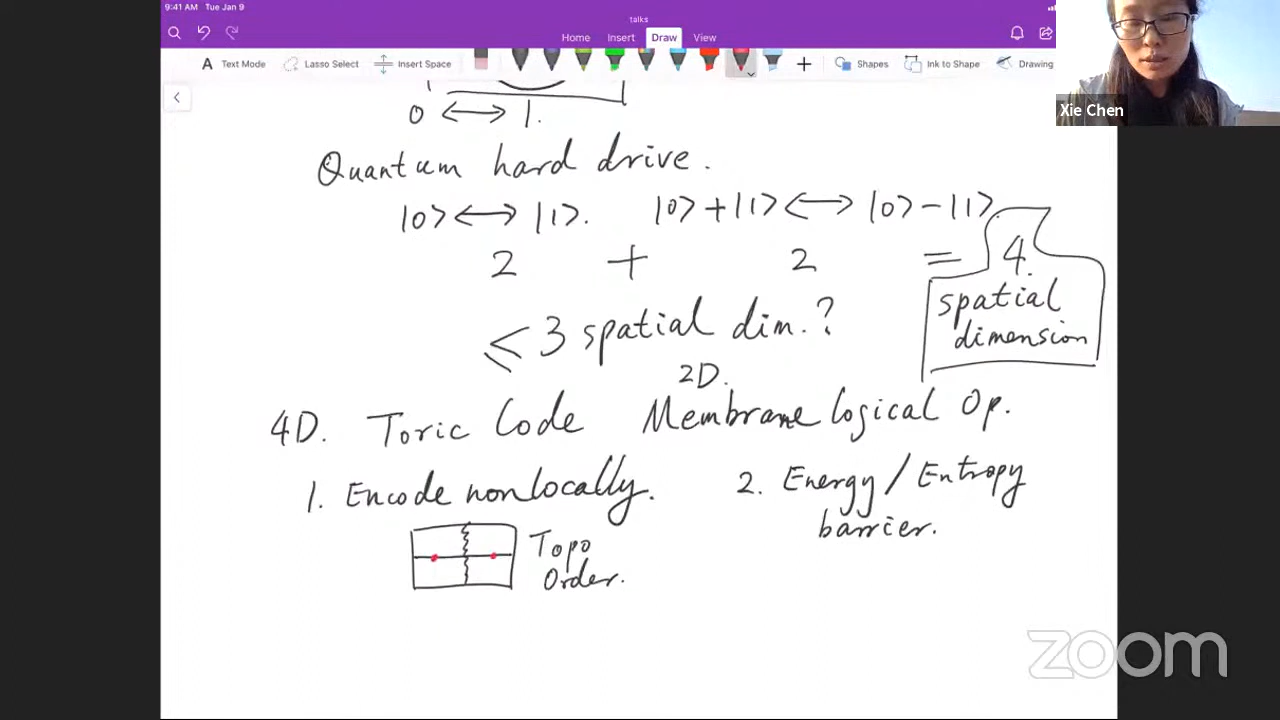 9:41 AM Tue Jan 9
talks
Home Insert Draw View
Text Mode Lasso Select Insert Space Shapes Ink to Shape Drawing
Xie Chen
0 ⟷ 1.
Quantum hard drive.
|0> ⟷ |1>. |0> + |1> ⟷ |0> - |1>
2 + 2 = 4.
spatial
dimension
≤ 3 spatial dim.?
2D.
4D. Toric Code Membrane logical Op.
1. Encode nonlocally. 2. Energy / Entropy
barrier.
Topo
Order.
zoom